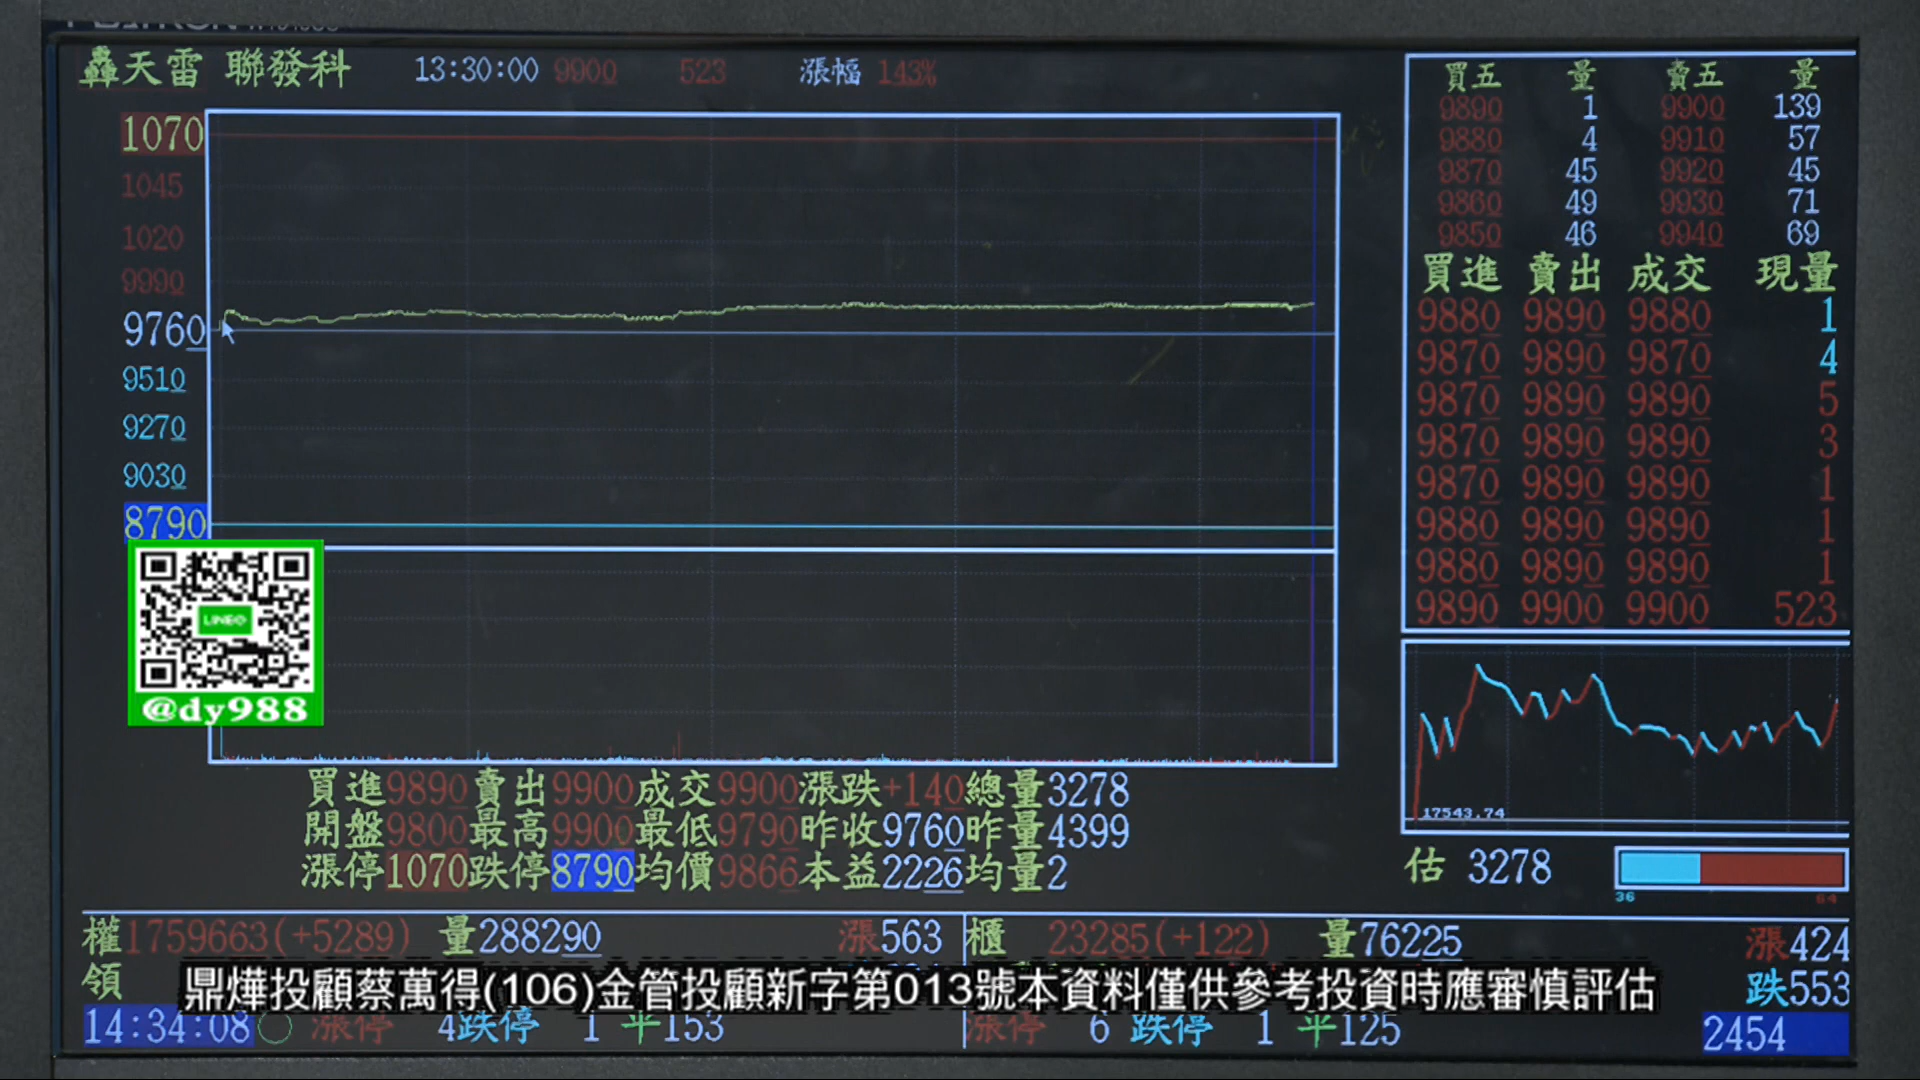 轟天雷 聯發科 13:30:00 9900 523 漲幅 143%
1070
1045
1020
9990
9760
9510
9270
9030
8790
買五 量 賣五 量
9890 1 9900 139
9880 4 9910 57
9870 45 9920 45
9860 49 9930 71
9850 46 9940 69
買進 賣出 成交 現量
9880 9890 9880 1
9870 9890 9870 4
9870 9890 9890 5
9870 9890 9890 3
9870 9890 9890 1
9880 9890 9890 1
9880 9890 9890 1
9890 9900 9900 523
17543.74
估 3278
36 64
LINE@
@dy988
買進9890賣出9900成交9900漲跌+140總量3278
開盤9800最高9900最低9790昨收9760昨量4399
漲停1070跌停8790均價9866本益2226均量2
權1759663(+5289) 量288290 漲563 櫃 23285(+122) 量76225 漲424
領 跌553
鼎燁投顧蔡萬得(106)金管投顧新字第013號本資料僅供參考投資時應審慎評估
14:34:08 漲停 4跌停 1 平153 漲停 6 跌停 1 平125 2454